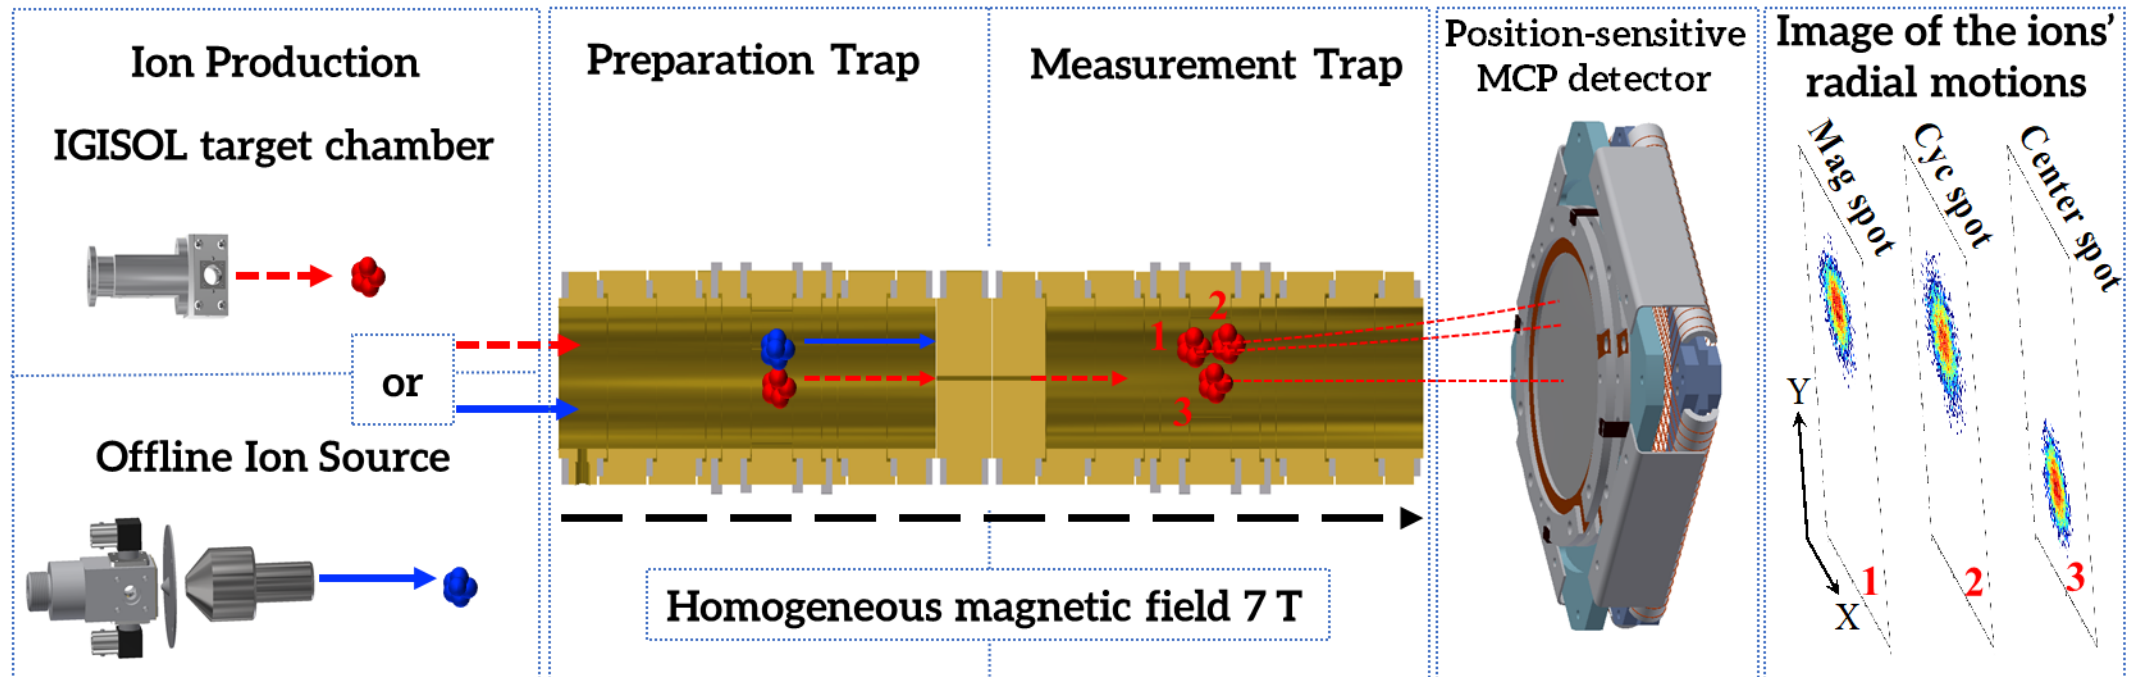 Ion Production
IGISOL target chamber
or
Offline Ion Source
Preparation Trap
Measurement Trap
1
2
3
Homogeneous magnetic field 7 T
Position-sensitive
MCP detector
Image of the ions’
radial motions
Mag spot
Cyc spot
Center spot
Y
X
1
2
3